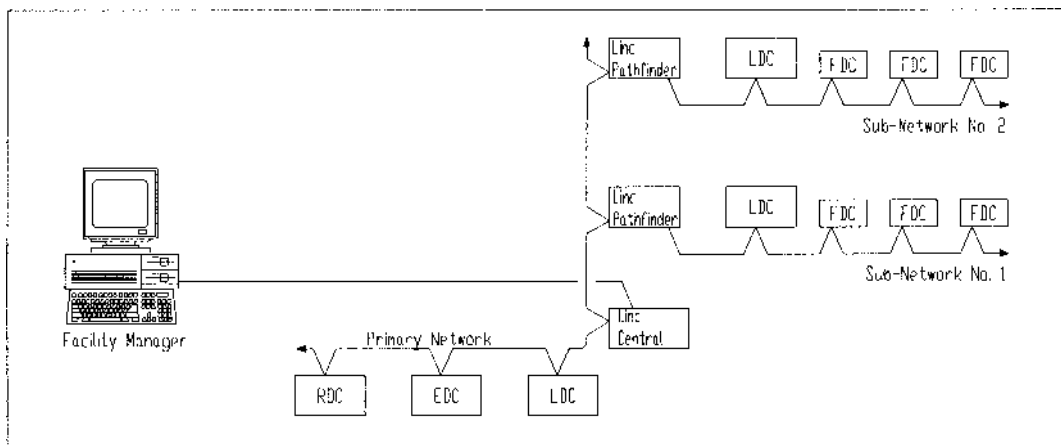 Linc
Pathfinder
LDC
FDC
FDC
FDC
Sub-Network No. 2
Linc
Pathfinder
LDC
FDC
FDC
FDC
Sub-Network No. 1
Linc
Central
Facility Manager
Primary Network
RDC
EDC
LDC